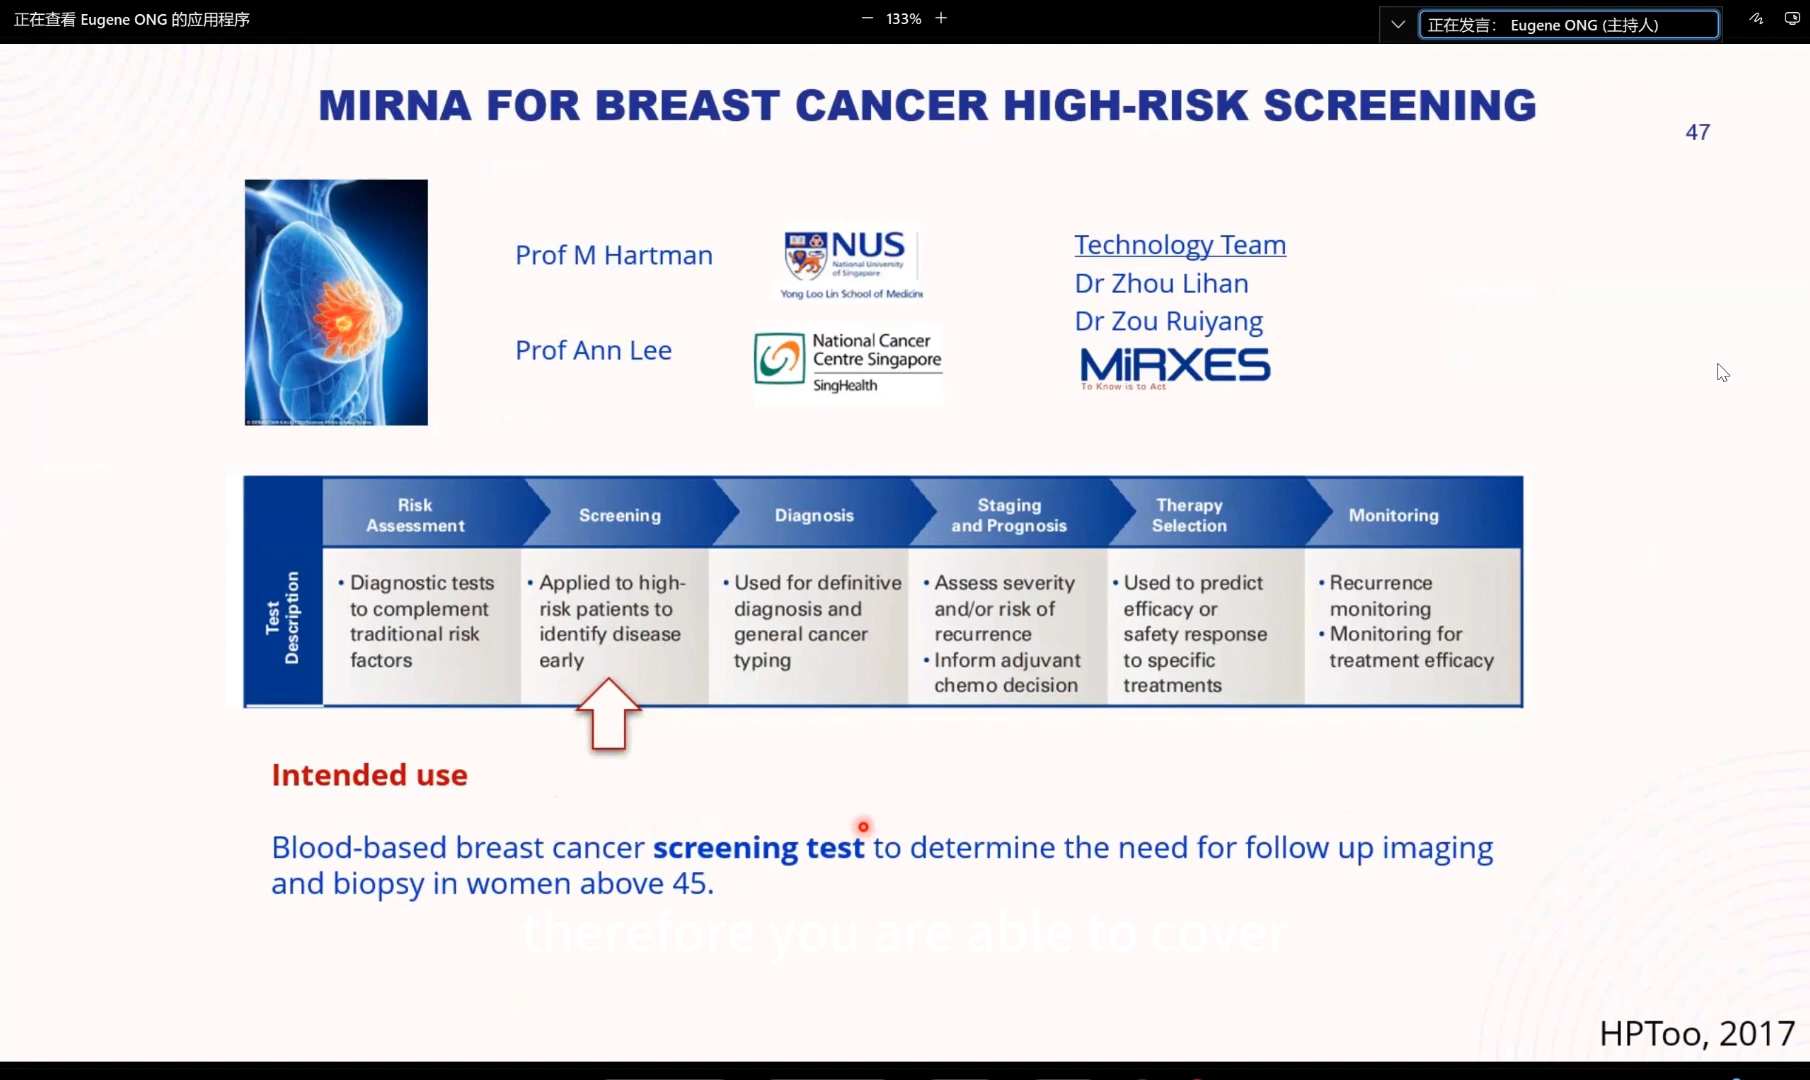 正在查看 Eugene ONG 的应用程序
— 133% +
正在发言： Eugene ONG (主持人)
MIRNA FOR BREAST CANCER HIGH-RISK SCREENING
47
Prof M Hartman
NUS
National University
of Singapore
Yong Loo Lin School of Medicine
Prof Ann Lee
National Cancer
Centre Singapore
SingHealth
Technology Team
Dr Zhou Lihan
Dr Zou Ruiyang
MiRXES
To Know is to Act
Risk
Assessment
Screening
Diagnosis
Staging
and Prognosis
Therapy
Selection
Monitoring
Test
Description
• Diagnostic tests
to complement
traditional risk
factors
• Applied to high-
risk patients to
identify disease
early
• Used for definitive
diagnosis and
general cancer
typing
• Assess severity
and/or risk of
recurrence
• Inform adjuvant
chemo decision
• Used to predict
efficacy or
safety response
to specific
treatments
• Recurrence
monitoring
• Monitoring for
treatment efficacy
Intended use
Blood-based breast cancer screening test to determine the need for follow up imaging
and biopsy in women above 45.
therefore you are able to cover
HPToo, 2017